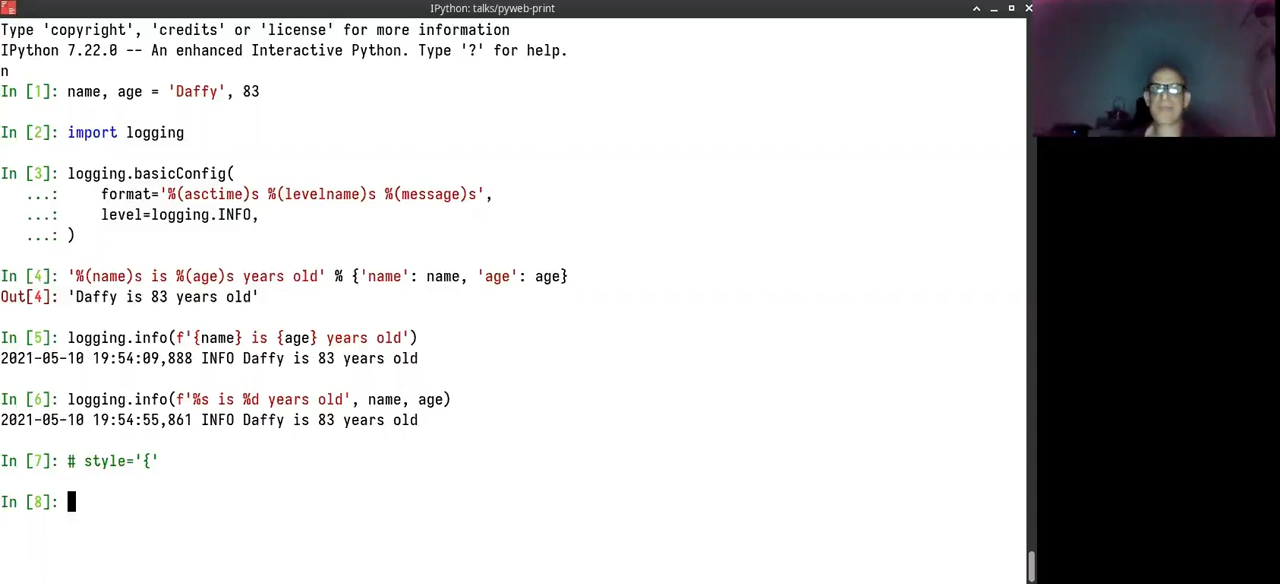 IPython: talks/pyweb-print
Type 'copyright', 'credits' or 'license' for more information
IPython 7.22.0 -- An enhanced Interactive Python. Type '?' for help.
n
In [1]: name, age = 'Daffy', 83
In [2]: import logging
In [3]: logging.basicConfig(
   ...:     format='%(asctime)s %(levelname)s %(message)s',
   ...:     level=logging.INFO,
   ...: )
In [4]: '%(name)s is %(age)s years old' % {'name': name, 'age': age}
Out[4]: 'Daffy is 83 years old'
In [5]: logging.info(f'{name} is {age} years old')
2021-05-10 19:54:09,888 INFO Daffy is 83 years old
In [6]: logging.info(f'%s is %d years old', name, age)
2021-05-10 19:54:55,861 INFO Daffy is 83 years old
In [7]: # style='{'
In [8]: